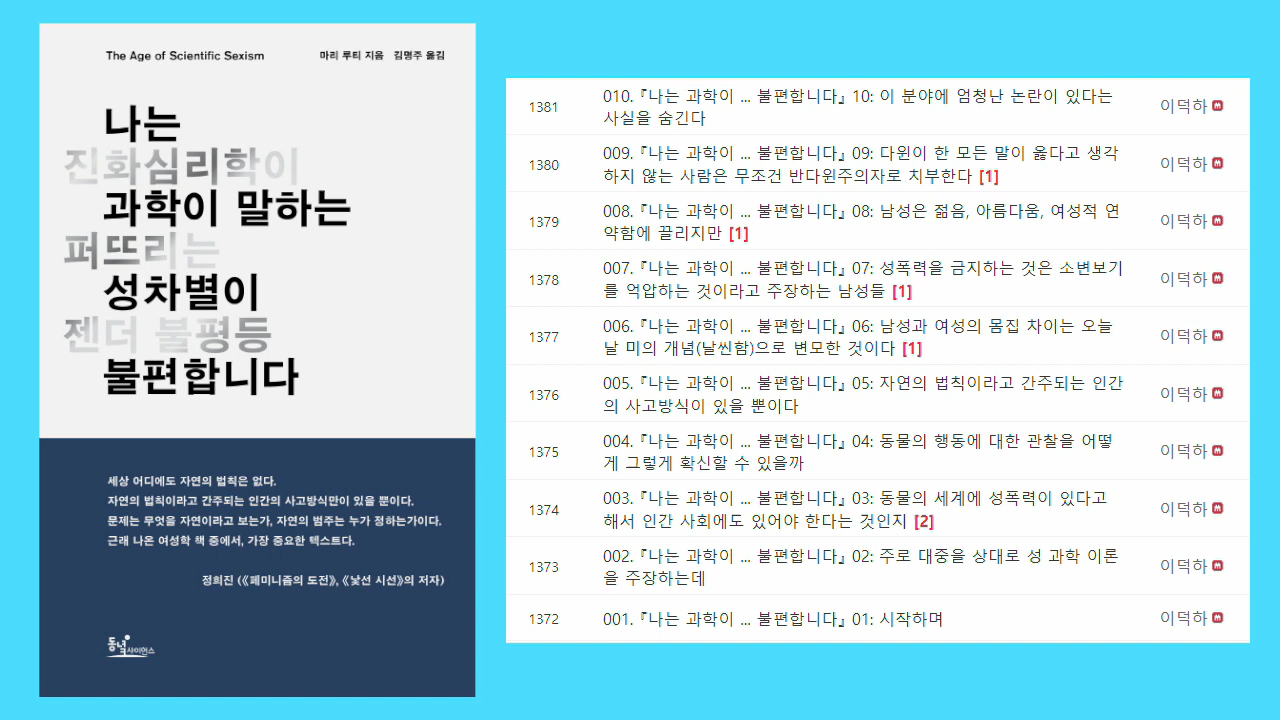 The Age of Scientific Sexism 마리 루티 지음 김명주 옮김
나는
진화심리학이
과학이 말하는
퍼뜨리는
성차별이
젠더 불평등
불편합니다
세상 어디에도 자연의 법칙은 없다.
자연의 법칙이라고 간주되는 인간의 사고방식만이 있을 뿐이다.
문제는 무엇을 자연이라고 보는가, 자연의 범주는 누가 정하는가이다.
근래 나온 여성학 책 중에서, 가장 중요한 텍스트다.
정희진 (《페미니즘의 도전》, 《낯선 시선》의 저자)
동녘사이언스
1381 010. 『나는 과학이 ... 불편합니다』 10: 이 분야에 엄청난 논란이 있다는 이덕하
사실을 숨긴다
1380 009. 『나는 과학이 ... 불편합니다』 09: 다윈이 한 모든 말이 옳다고 생각 이덕하
하지 않는 사람은 무조건 반다윈주의자로 치부한다 [1]
1379 008. 『나는 과학이 ... 불편합니다』 08: 남성은 젊음, 아름다움, 여성적 연 이덕하
약함에 끌리지만 [1]
1378 007. 『나는 과학이 ... 불편합니다』 07: 성폭력을 금지하는 것은 소변보기 이덕하
를 억압하는 것이라고 주장하는 남성들 [1]
1377 006. 『나는 과학이 ... 불편합니다』 06: 남성과 여성의 몸집 차이는 오늘 이덕하
날 미의 개념(날씬함)으로 변모한 것이다 [1]
1376 005. 『나는 과학이 ... 불편합니다』 05: 자연의 법칙이라고 간주되는 인간 이덕하
의 사고방식이 있을 뿐이다
1375 004. 『나는 과학이 ... 불편합니다』 04: 동물의 행동에 대한 관찰을 어떻 이덕하
게 그렇게 확신할 수 있을까
1374 003. 『나는 과학이 ... 불편합니다』 03: 동물의 세계에 성폭력이 있다고 이덕하
해서 인간 사회에도 있어야 한다는 것인지 [2]
1373 002. 『나는 과학이 ... 불편합니다』 02: 주로 대중을 상대로 성 과학 이론 이덕하
을 주장하는데
1372 001. 『나는 과학이 ... 불편합니다』 01: 시작하며 이덕하